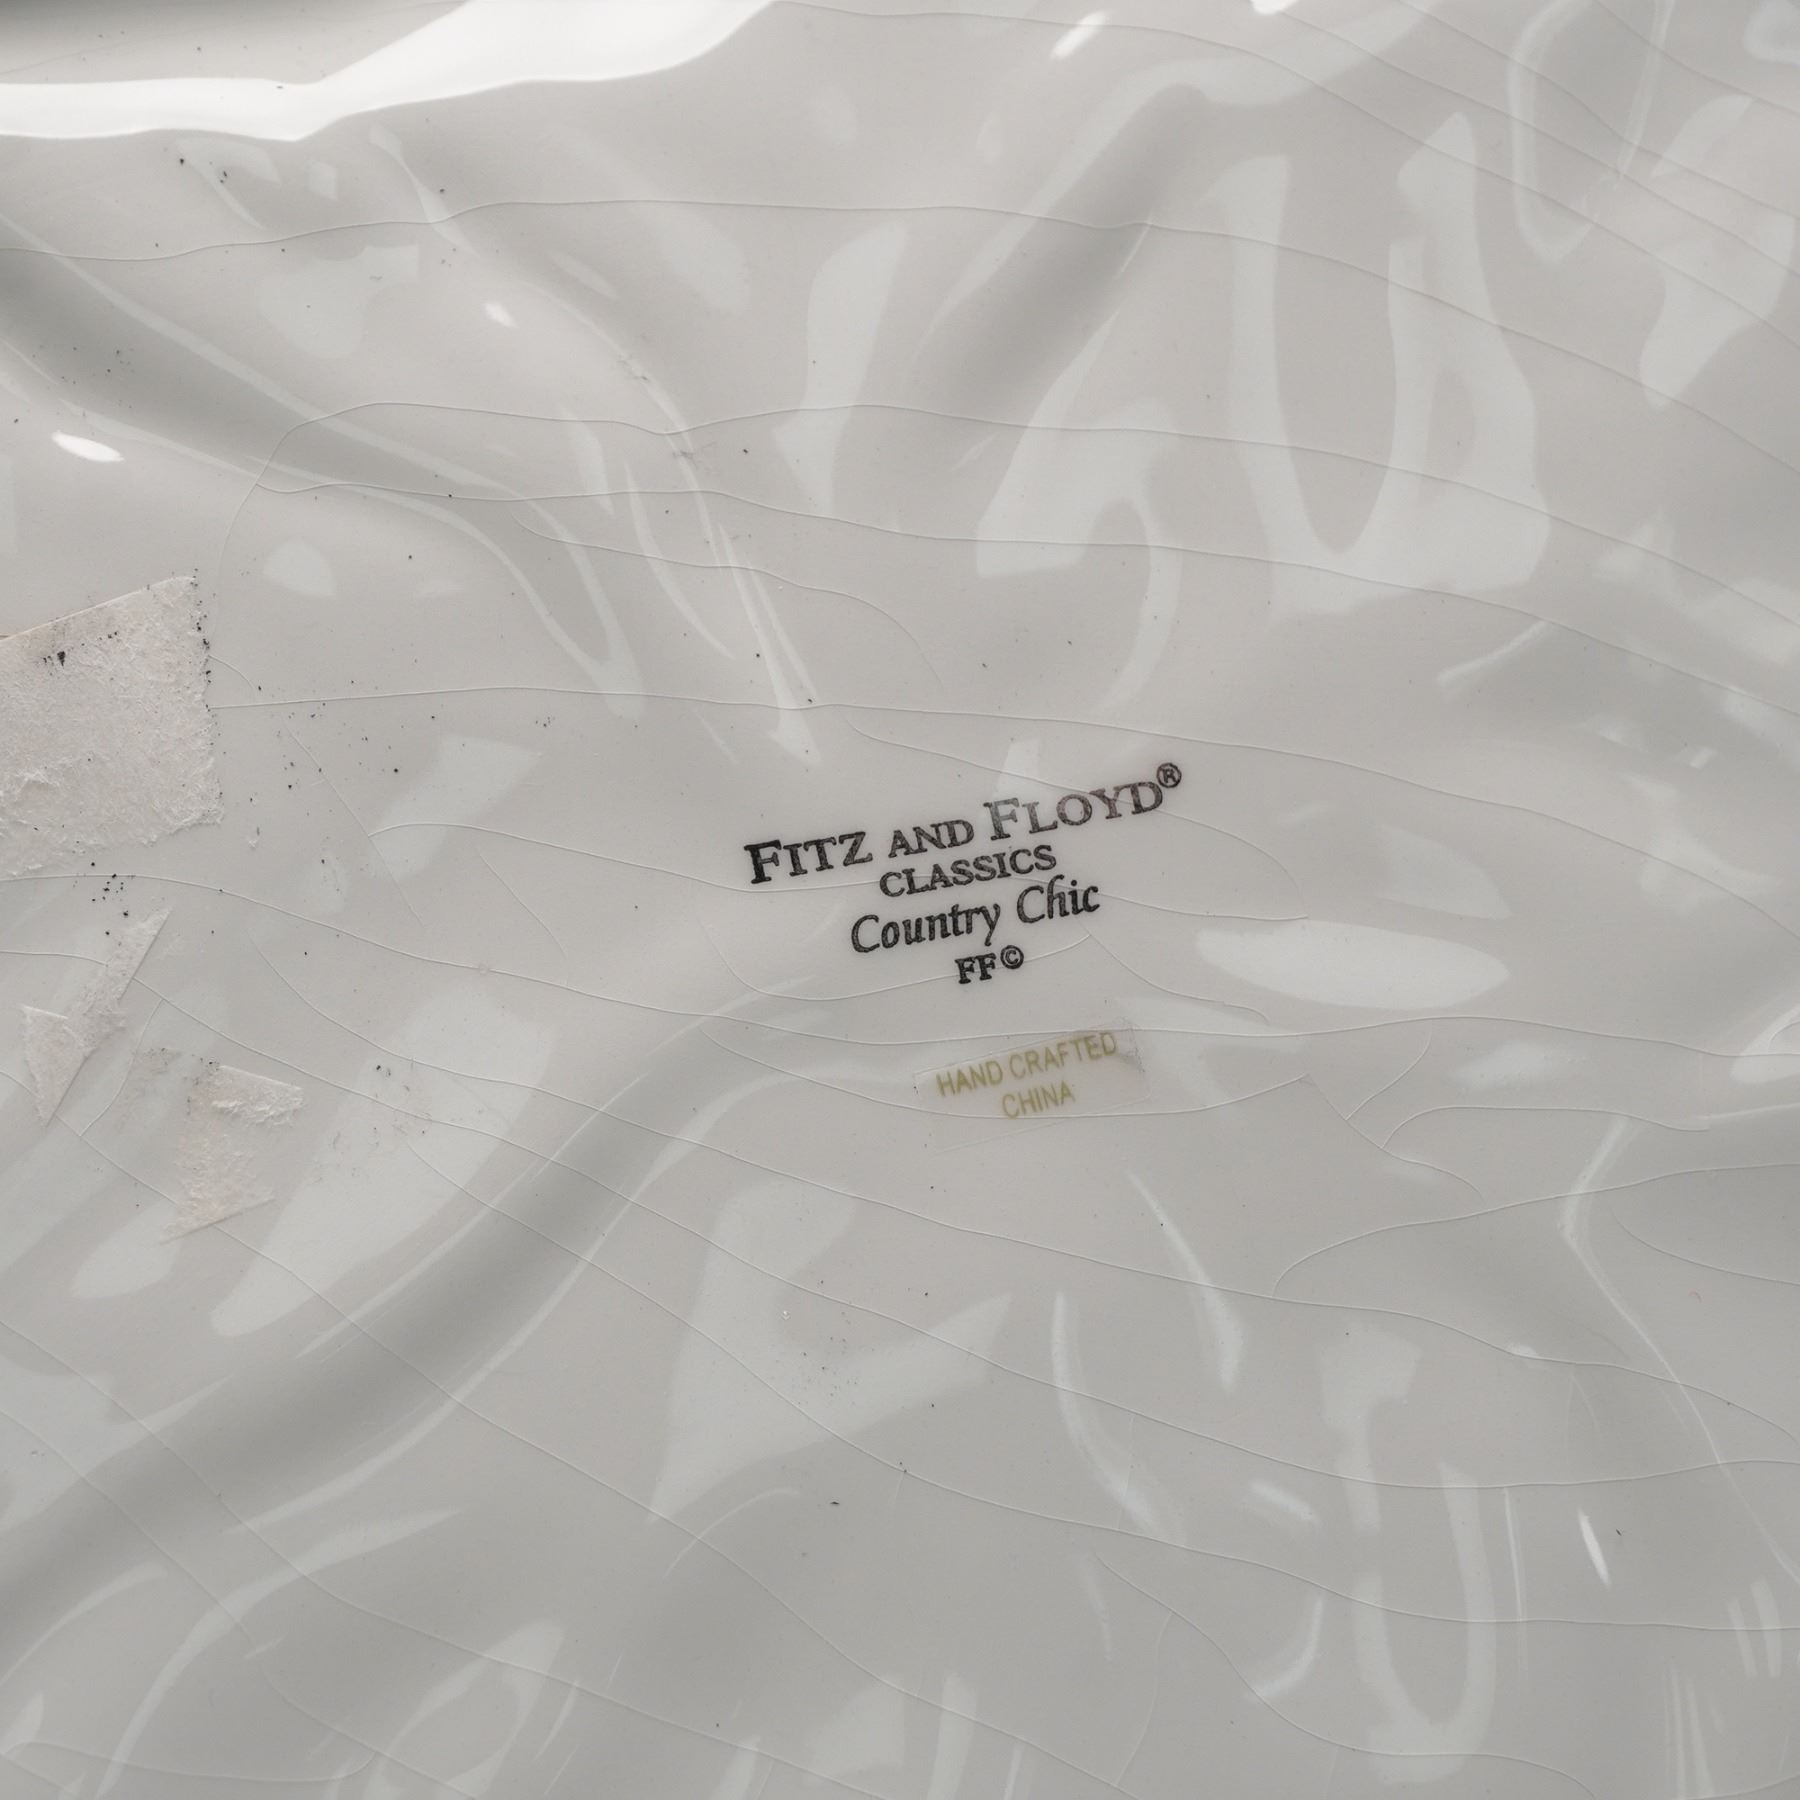 FITZ AND FLOYD®
CLASSICS
Country Chic
FF©
HAND CRAFTED
CHINA